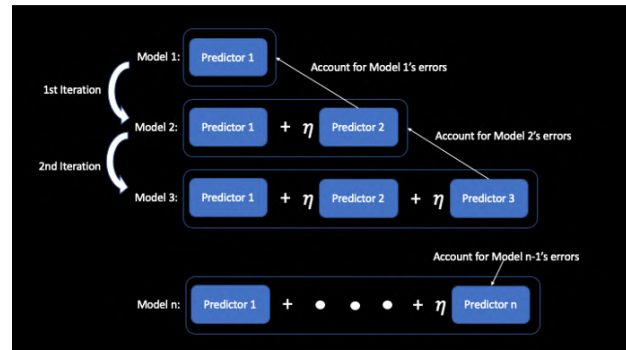 Model 1: Predictor 1
Account for Model 1's errors
1st Iteration
Model 2: Predictor 1 + η Predictor 2
Account for Model 2's errors
2nd Iteration
Model 3: Predictor 1 + η Predictor 2 + η Predictor 3
Account for Model n-1's errors
Model n: Predictor 1 + • • • + η Predictor n